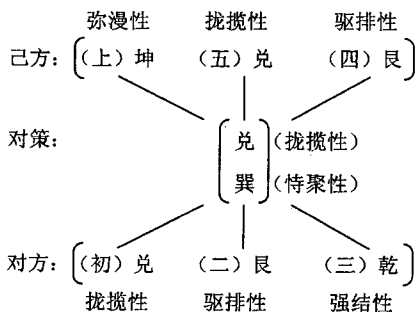 弥漫性 拢揽性 驱排性
己方：（上）坤 （五）兑 （四）艮
对策： 兑（拢揽性）
巽（恃聚性）
对方：（初）兑 （二）艮 （三）乾
拢揽性 驱排性 强结性